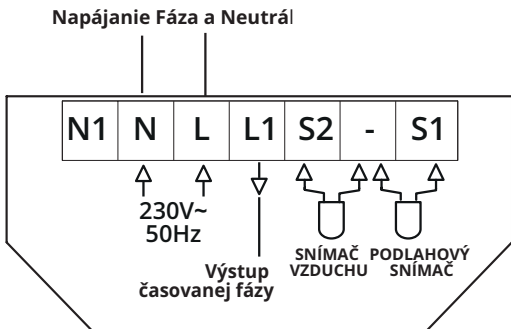 Napájanie Fáza a Neutrál
N1 N L L1 S2 - S1
230V~
50Hz
SNÍMAČ
VZDUCHU
PODLAHOVÝ
SNÍMAČ
Výstup
časovanej fázy